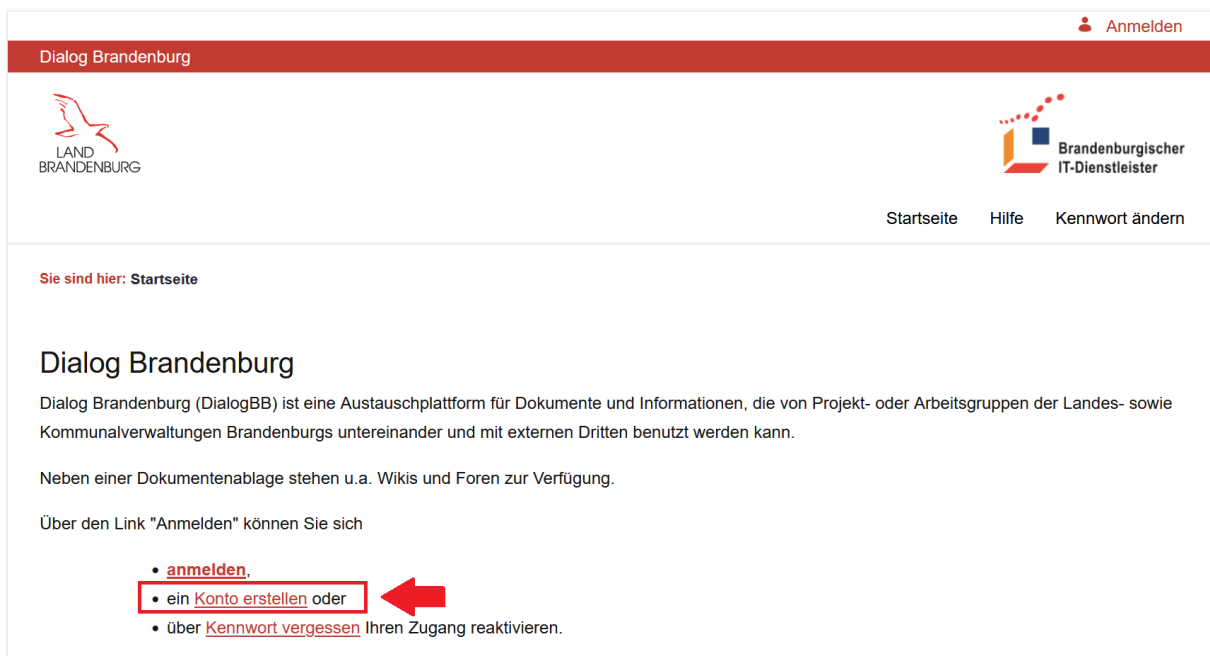 Anmelden
Dialog Brandenburg
LAND
BRANDENBURG
Brandenburgischer
IT-Dienstleister
Startseite Hilfe Kennwort ändern
Sie sind hier: Startseite
Dialog Brandenburg
Dialog Brandenburg (DialogBB) ist eine Austauschplattform für Dokumente und Informationen, die von Projekt- oder Arbeitsgruppen der Landes- sowie
Kommunalverwaltungen Brandenburgs untereinander und mit externen Dritten benutzt werden kann.
Neben einer Dokumentenablage stehen u.a. Wikis und Foren zur Verfügung.
Über den Link "Anmelden" können Sie sich
• anmelden,
• ein Konto erstellen oder
• über Kennwort vergessen Ihren Zugang reaktivieren.